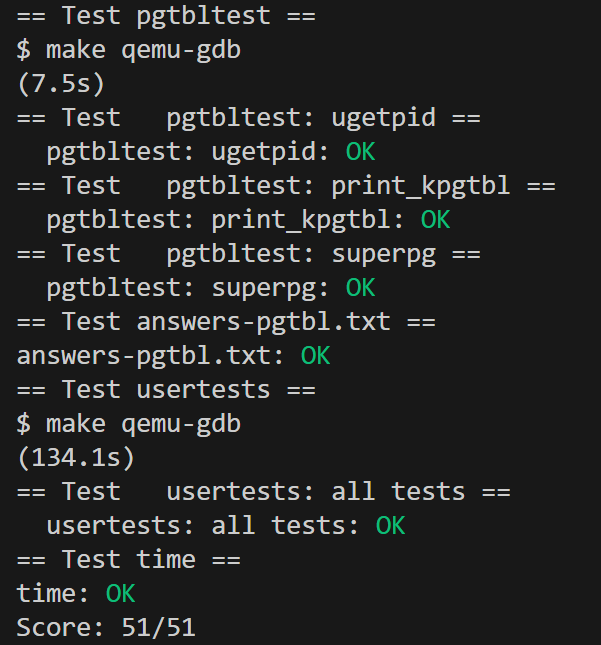 == Test pgtbltest ==
$ make qemu-gdb
(7.5s)
== Test   pgtbltest: ugetpid ==
  pgtbltest: ugetpid: OK
== Test   pgtbltest: print_kpgtbl ==
  pgtbltest: print_kpgtbl: OK
== Test   pgtbltest: superpg ==
  pgtbltest: superpg: OK
== Test answers-pgtbl.txt ==
answers-pgtbl.txt: OK
== Test usertests ==
$ make qemu-gdb
(134.1s)
== Test   usertests: all tests ==
  usertests: all tests: OK
== Test time ==
time: OK
Score: 51/51